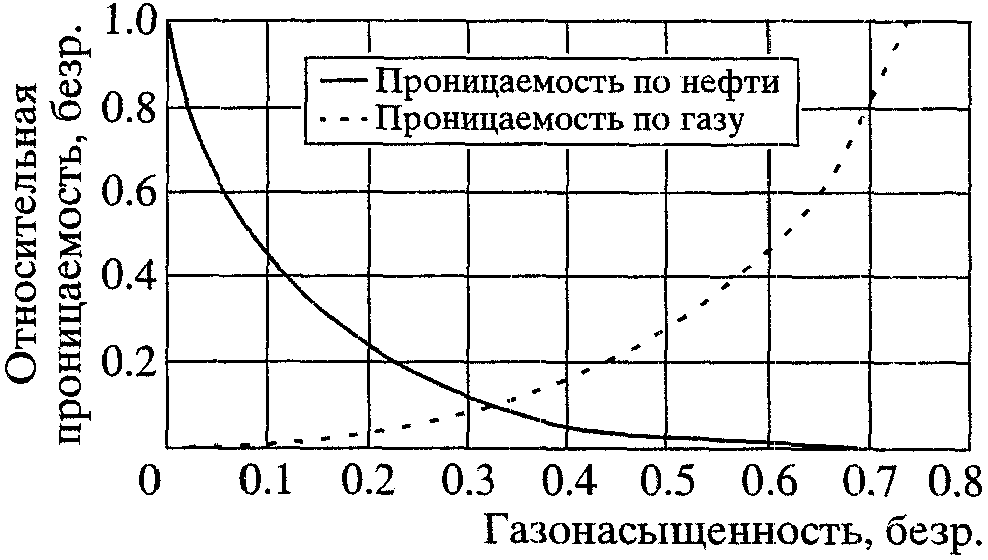 Относительная
проницаемость, безр.
1.0
0.8
0.6
0.4
0.2
Проницаемость по нефти
Проницаемость по газу
0 0.1 0.2 0.3 0.4 0.5 0.6 0.7 0.8
Газонасыщенность, безр.